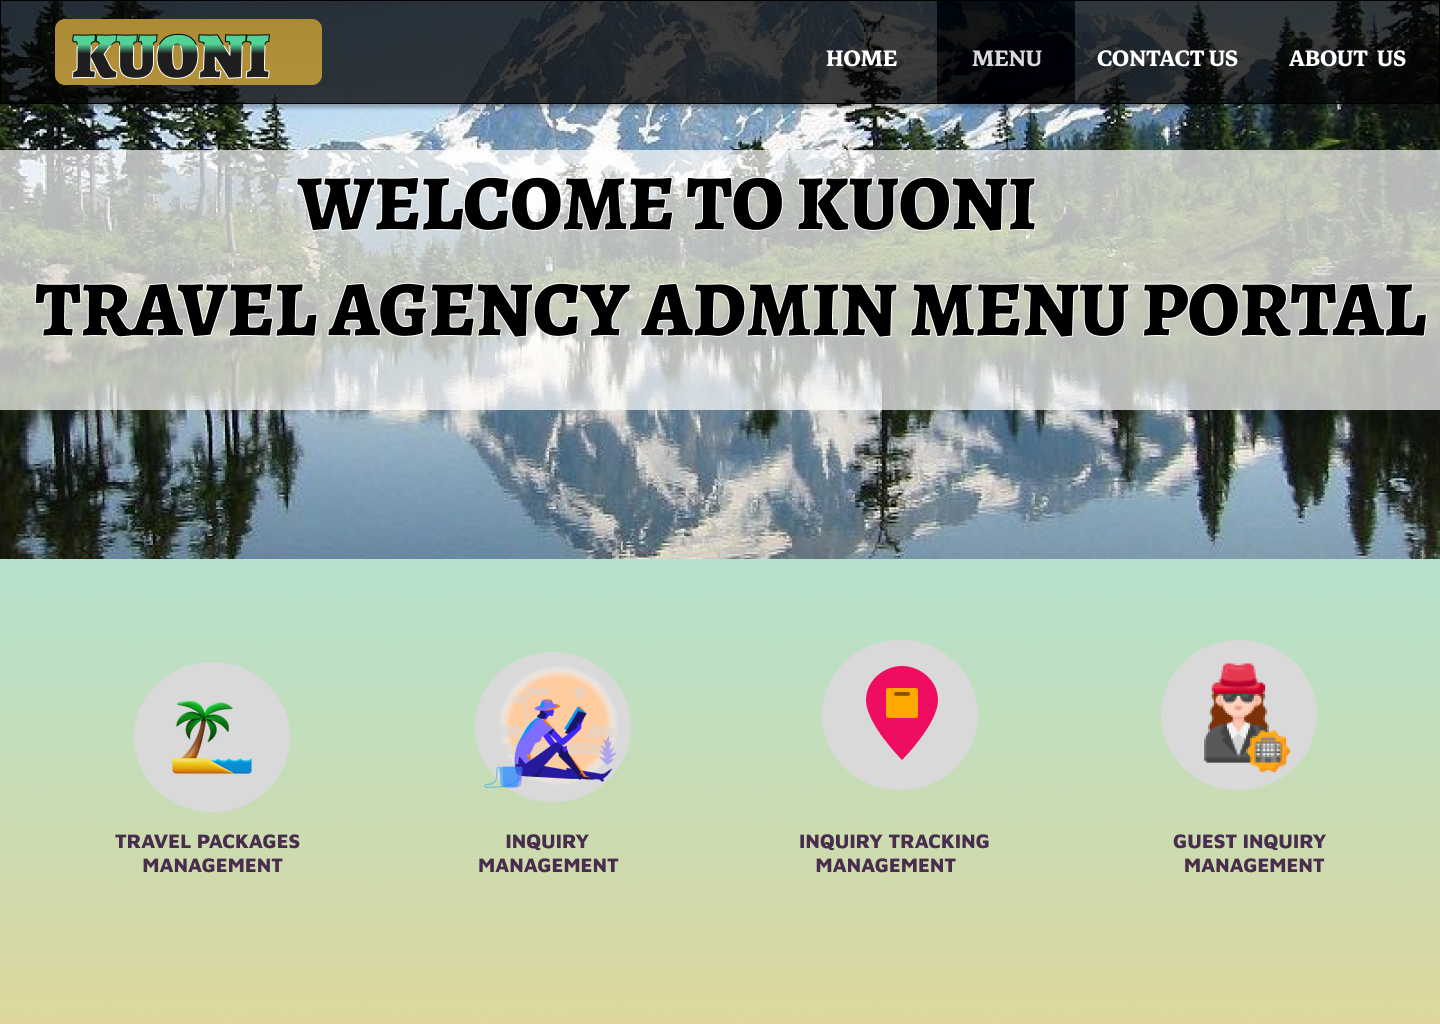 KUONI
HOME MENU CONTACT US ABOUT US
WELCOME TO KUONI
TRAVEL AGENCY ADMIN MENU PORTAL
TRAVEL PACKAGES
MANAGEMENT
INQUIRY
MANAGEMENT
INQUIRY TRACKING
MANAGEMENT
GUEST INQUIRY
MANAGEMENT